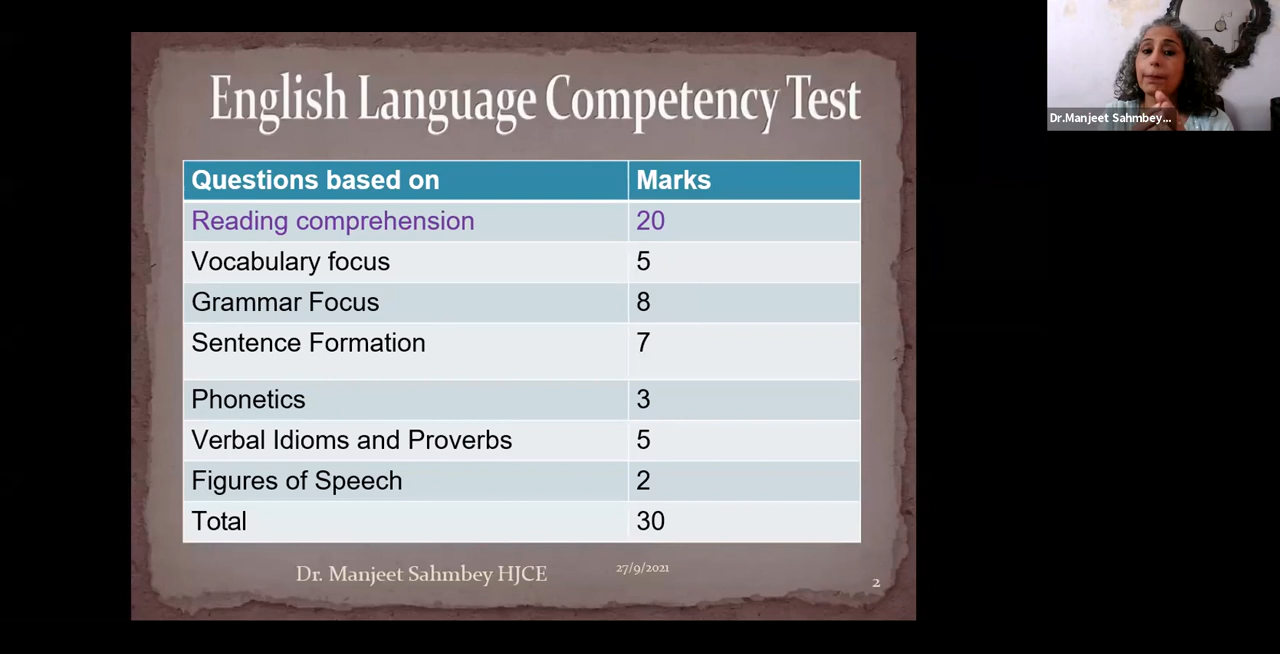 English Language Competency Test
Questions based on Marks
Reading comprehension 20
Vocabulary focus 5
Grammar Focus 8
Sentence Formation 7
Phonetics 3
Verbal Idioms and Proverbs 5
Figures of Speech 2
Total 30
Dr. Manjeet Sahmbey HJCE 27/9/2021
2
Dr.Manjeet Sahmbey...